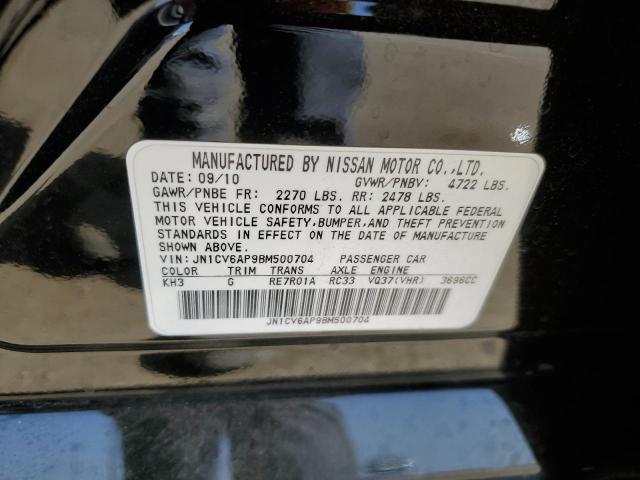 MANUFACTURED BY NISSAN MOTOR CO.,LTD.
DATE: 09/10 GVWR/PNBV: 4722 LBS.
GAWR/PNBE FR: 2270 LBS. RR: 2478 LBS.
THIS VEHICLE CONFORMS TO ALL APPLICABLE FEDERAL
MOTOR VEHICLE SAFETY,BUMPER,AND THEFT PREVENTION
STANDARDS IN EFFECT ON THE DATE OF MANUFACTURE
SHOWN ABOVE.
VIN: JN1CV6AP9BM500704 PASSENGER CAR
COLOR TRIM TRANS AXLE ENGINE
KH3 G RE7R01A RC33 VQ37(VHR) 3696CC
JN1CV6AP9BM500704